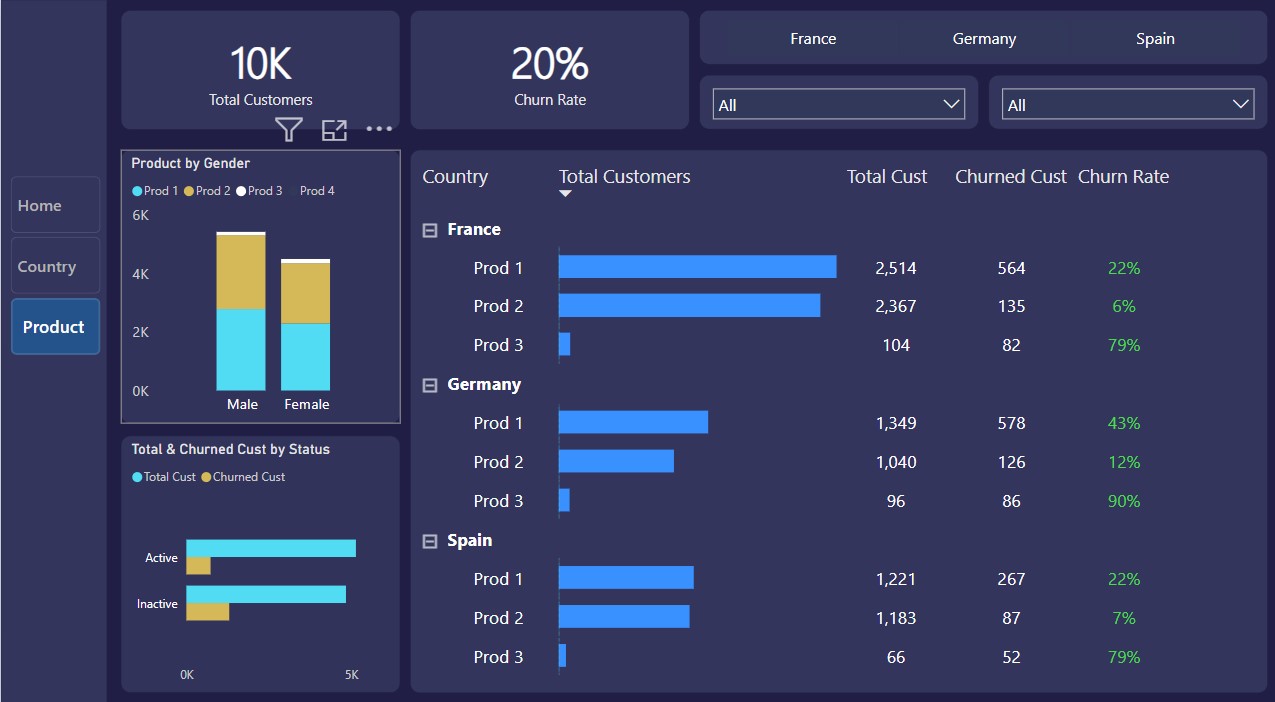 10K
Total Customers
20%
Churn Rate
France Germany Spain
All
All
Home
Country
Product
Product by Gender
Prod 1 Prod 2 Prod 3 Prod 4
6K
4K
2K
0K
Male Female
Total & Churned Cust by Status
Total Cust Churned Cust
Active
Inactive
0K 5K
Country Total Customers Total Cust Churned Cust Churn Rate
France
Prod 1 2,514 564 22%
Prod 2 2,367 135 6%
Prod 3 104 82 79%
Germany
Prod 1 1,349 578 43%
Prod 2 1,040 126 12%
Prod 3 96 86 90%
Spain
Prod 1 1,221 267 22%
Prod 2 1,183 87 7%
Prod 3 66 52 79%